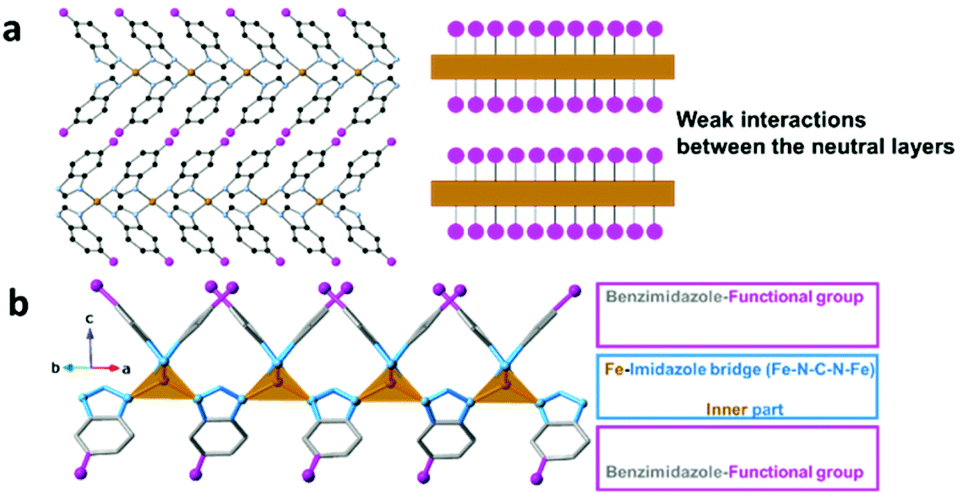 a
Weak interactions
between the neutral layers
b
c
b
a
Benzimidazole-Functional group
Fe-Imidazole bridge (Fe-N-C-N-Fe)
Inner part
Benzimidazole-Functional group